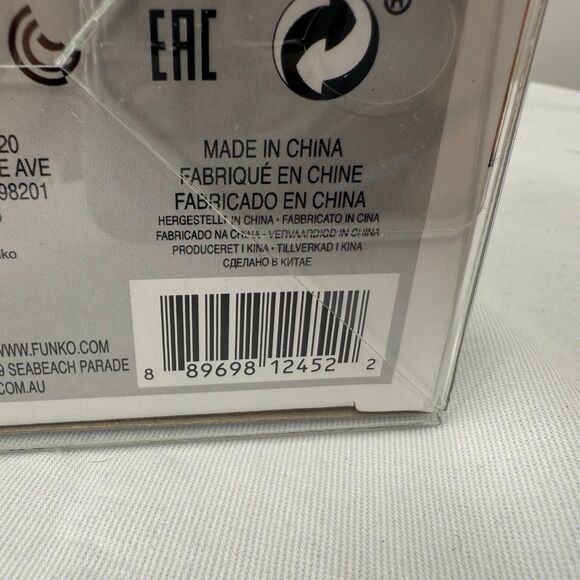 EAC
®
20
E AVE
98201
nko
MADE IN CHINA
FABRIQUÉ EN CHINE
FABRICADO EN CHINA
HERGESTELLT IN CHINA • FABBRICATO IN CINA
FABRICADO NA CHINA • VERVAARDIGD IN CHINA
PRODUCERET I KINA • TILLVERKAD I KINA
СДЕЛАНО В КИТАЕ
WWW.FUNKO.COM
9 SEABEACH PARADE
.COM.AU
8 89698 12452 2